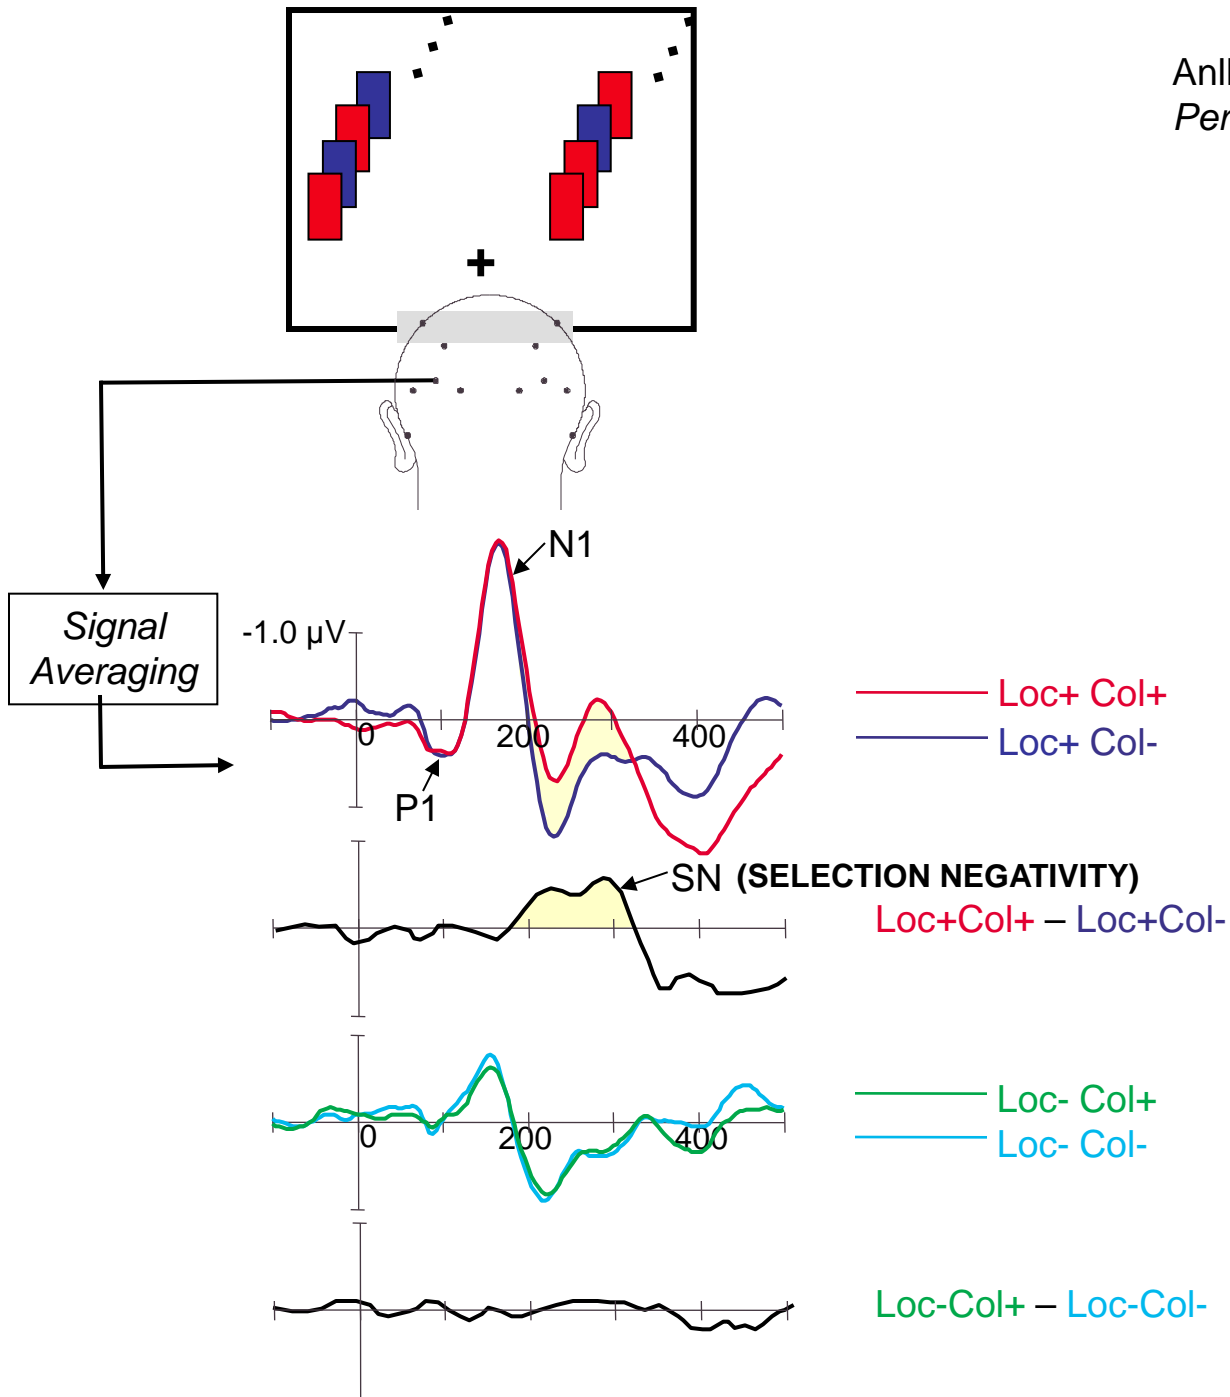 N1
Signal
Averaging
-1.0 µV
0
200
400
P1
Loc+ Col+
Loc+ Col-
SN (SELECTION NEGATIVITY)
Loc+Col+ – Loc+Col-
0
200
400
Loc- Col+
Loc- Col-
Loc-Col+ – Loc-Col-